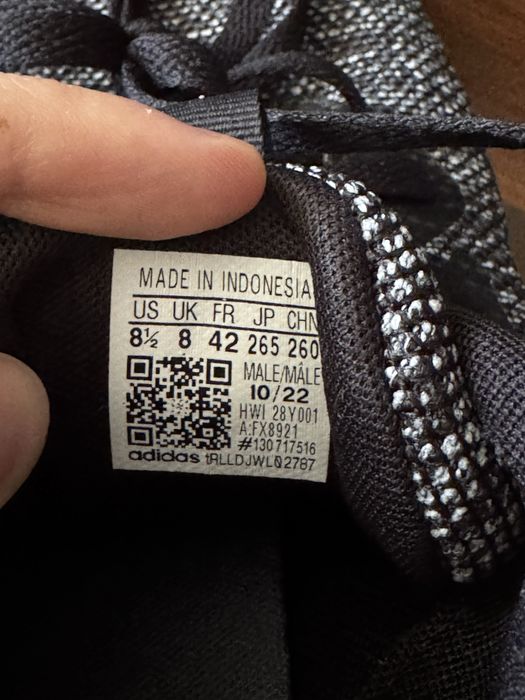 MADE IN INDONESIA
US UK FR JP CHN
8½ 8 42 265 260
MALE/MÂLE
10/22
HWI 28Y001
A:FX8921
#130717516
adidas tRLLDJWL02787